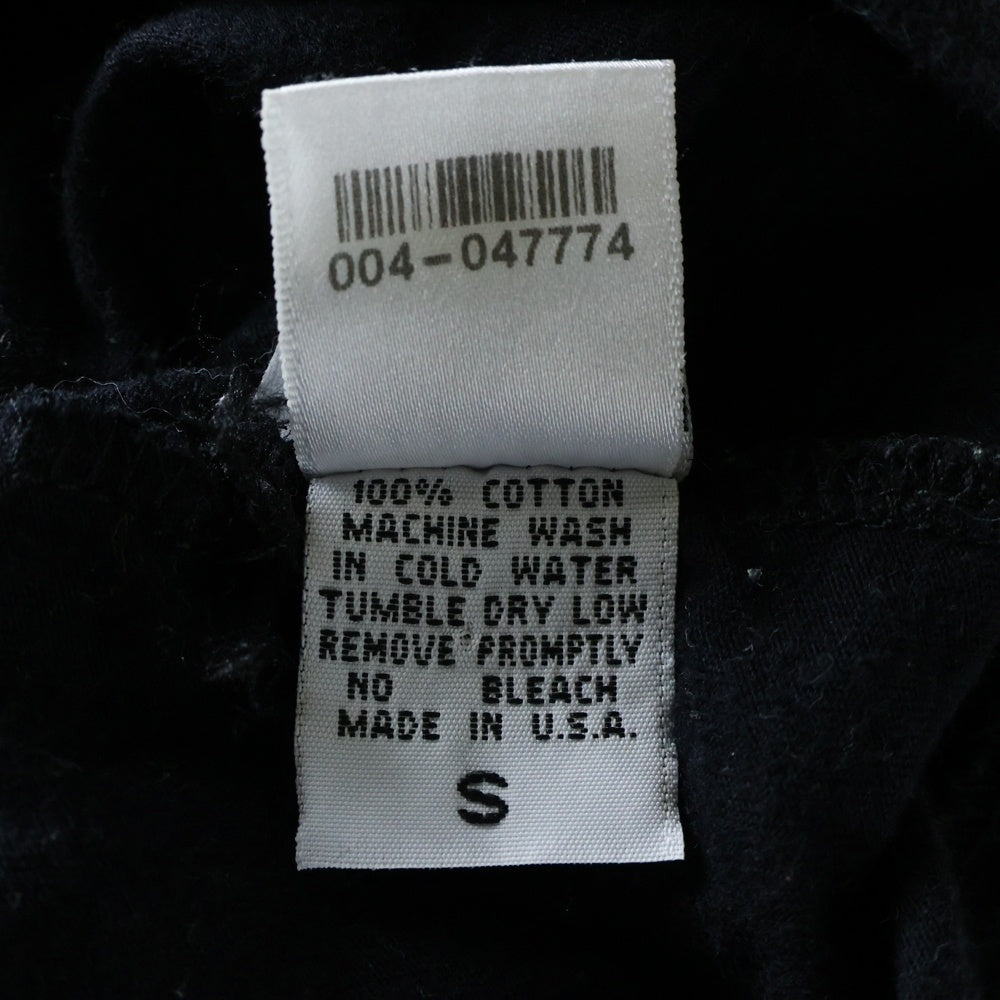 004-047774
100% COTTON
MACHINE WASH
IN COLD WATER
TUMBLE DRY LOW
REMOVE PROMPTLY
NO BLEACH
MADE IN U.S.A.
S